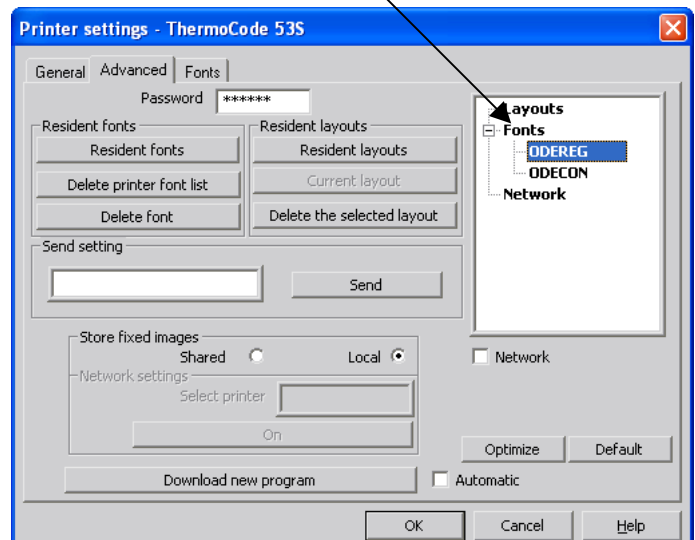 Printer settings - ThermoCode 53S
General Advanced Fonts
Password ******
Resident fonts
Resident fonts
Delete printer font list
Delete font
Resident layouts
Resident layouts
Current layout
Delete the selected layout
Send setting
Send
Store fixed images
Shared Local
Network settings
Select printer
On
Download new program
Layouts
Fonts
ODEREG
ODECON
Network
Network
Optimize Default
Automatic
OK Cancel Help